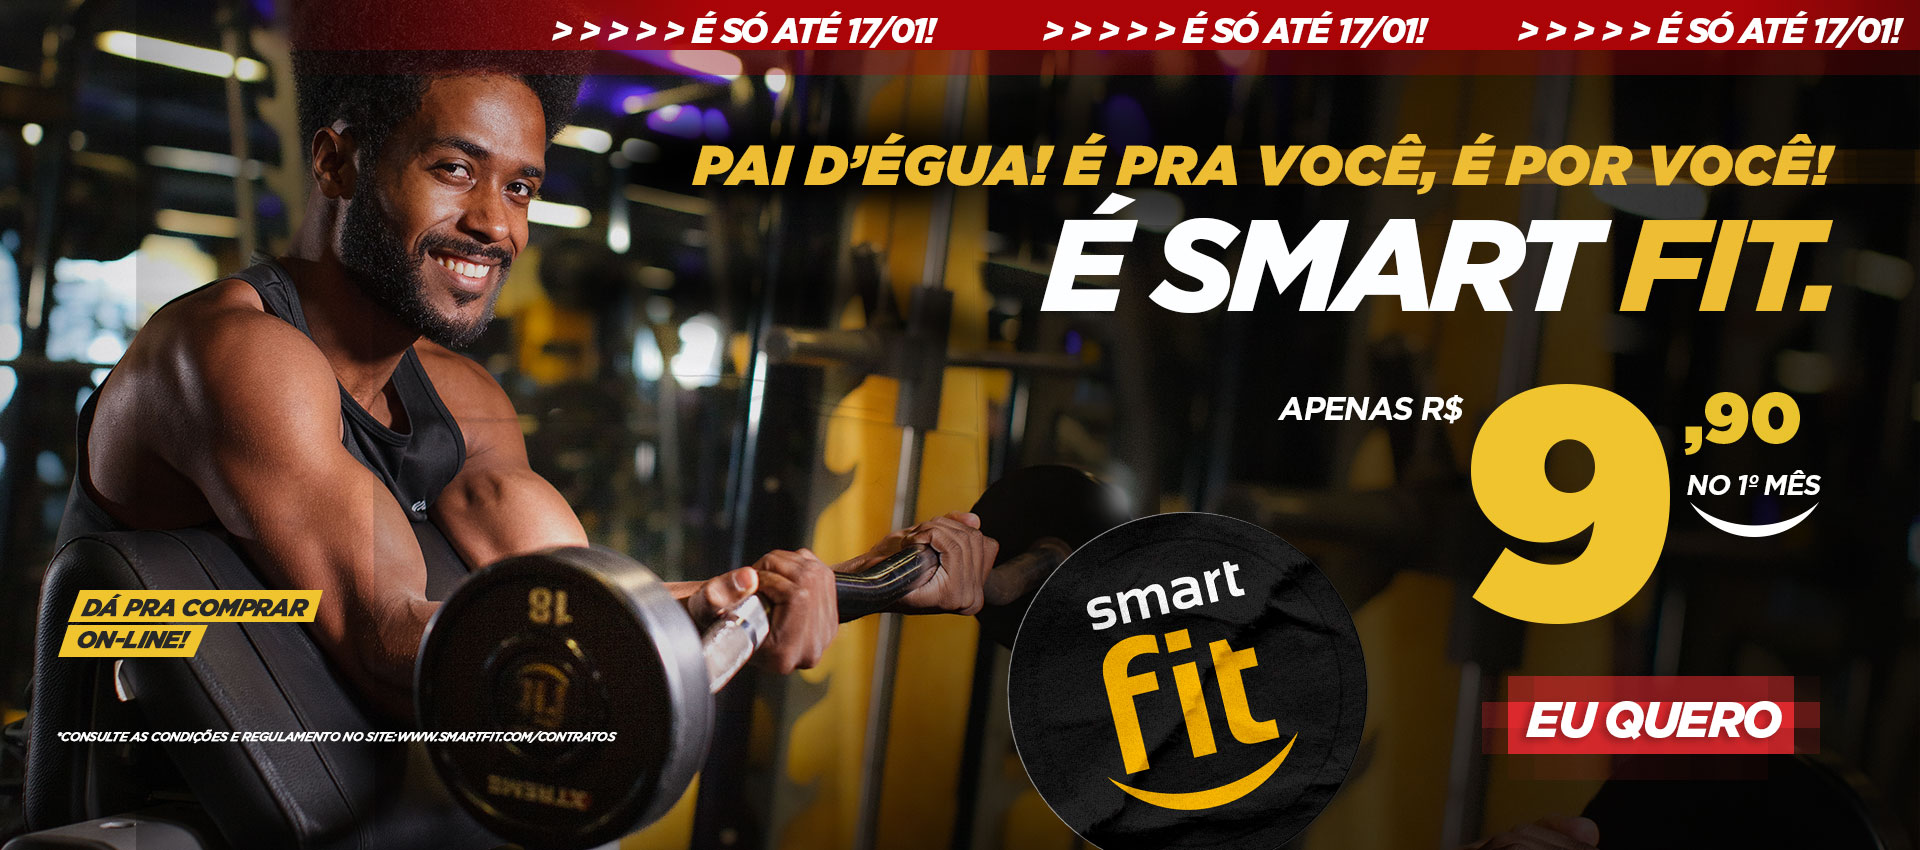 > > > > > É SÓ ATÉ 17/01! > > > > > É SÓ ATÉ 17/01! > > > > > É SÓ ATÉ 17/01!
PAI D’ÉGUA! É PRA VOCÊ, É POR VOCÊ!
É SMART FIT.
APENAS R$ 9,90
NO 1º MÊS
smart
fit
18
XTREME
DÁ PRA COMPRAR
ON-LINE!
EU QUERO
*CONSULTE AS CONDIÇÕES E REGULAMENTO NO SITE:WWW.SMARTFIT.COM/CONTRATOS